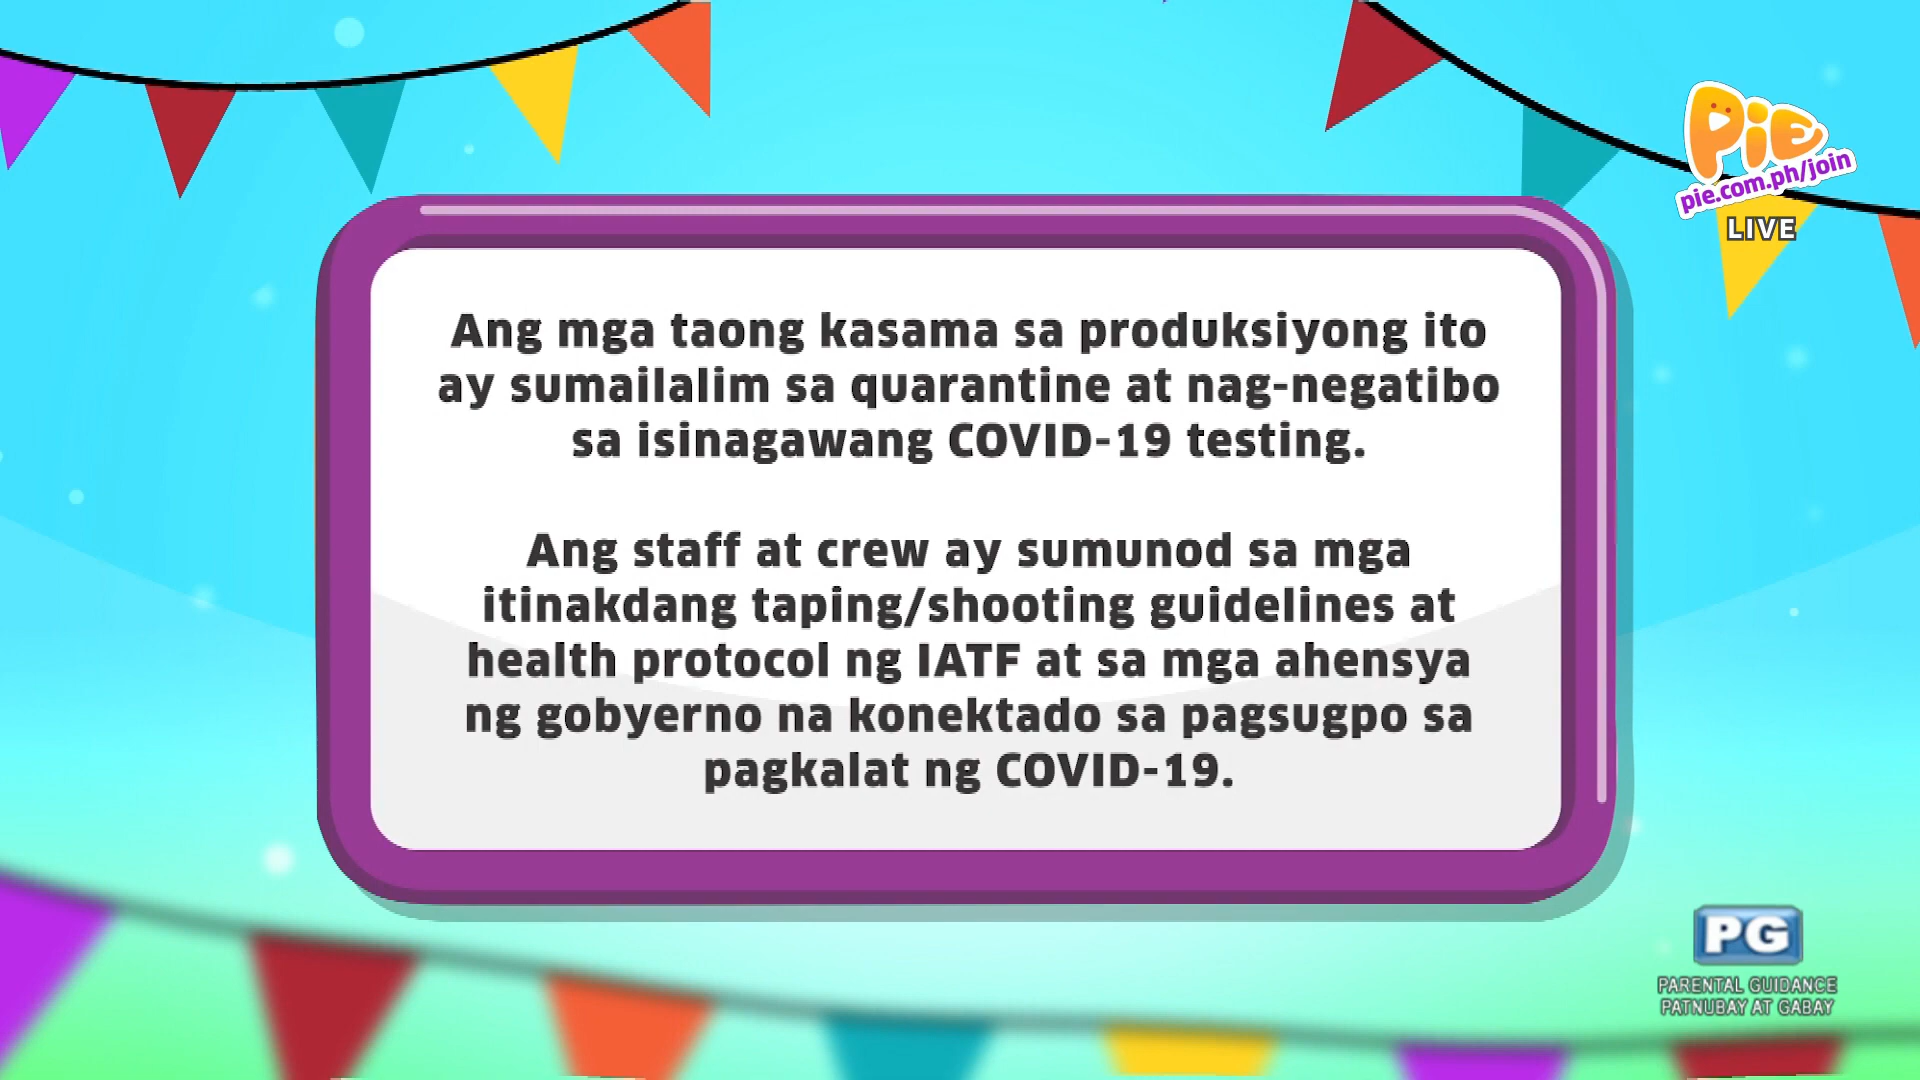 PiE
pie.com.ph/join
LIVE
Ang mga taong kasama sa produksiyong ito
ay sumailalim sa quarantine at nag-negatibo
sa isinagawang COVID-19 testing.
Ang staff at crew ay sumunod sa mga
itinakdang taping/shooting guidelines at
health protocol ng IATF at sa mga ahensya
ng gobyerno na konektado sa pagsugpo sa
pagkalat ng COVID-19.
PG
PARENTAL GUIDANCE
PATNUBAY AT GABAY